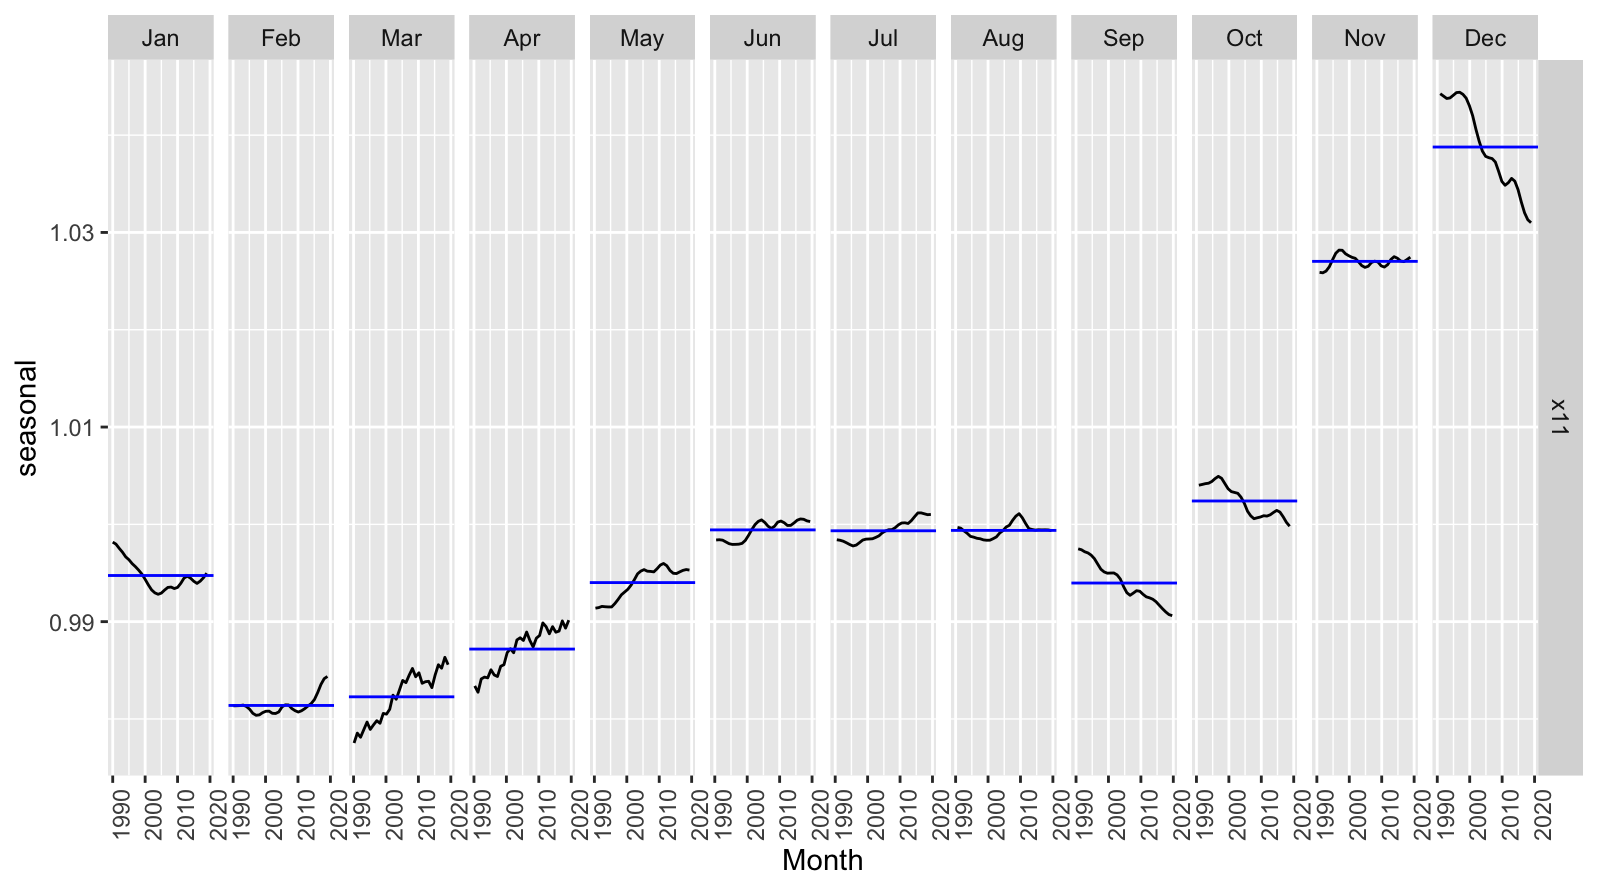 Jan Feb Mar Apr May Jun Jul Aug Sep Oct Nov Dec
1.03
1.01
0.99
seasonal
x11
1990 2000 2010 2020 1990 2000 2010 2020 1990 2000 2010 2020 1990 2000 2010 2020 1990 2000 2010 2020 1990 2000 2010 2020 1990 2000 2010 2020 1990 2000 2010 2020 1990 2000 2010 2020 1990 2000 2010 2020 1990 2000 2010 2020 1990 2000 2010 2020
Month